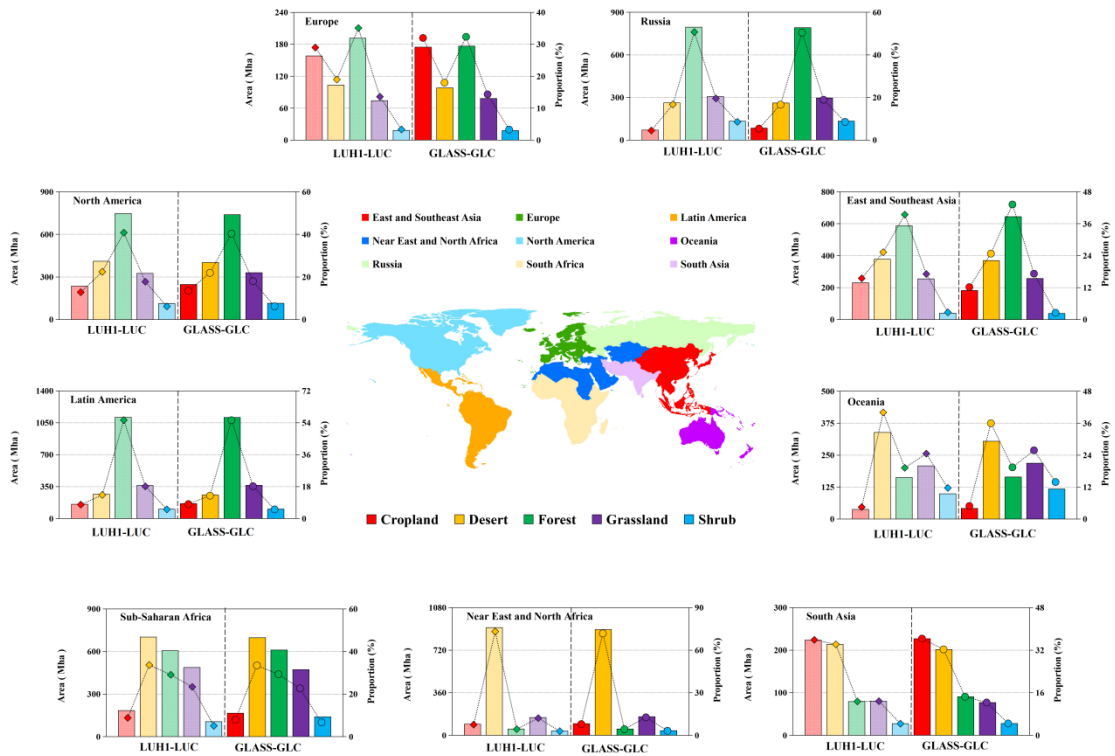 Europe
Area ( Mha )
240
180
120
60
0
40
30
20
10
0
Proportion (%)
LUH1-LUC GLASS-GLC
Russia
Area ( Mha )
900
600
300
0
60
40
20
0
Proportion (%)
LUH1-LUC GLASS-GLC
North America
Area ( Mha )
900
600
300
0
60
40
20
0
Proportion (%)
LUH1-LUC GLASS-GLC
East and Southeast Asia Europe Latin America
Near East and North Africa North America Oceania
Russia South Africa South Asia
East and Southeast Asia
Area ( Mha )
800
600
400
200
0
48
36
24
12
0
Proportion (%)
LUH1-LUC GLASS-GLC
Latin America
Area ( Mha )
1400
1050
700
350
0
72
54
36
18
0
Proportion (%)
LUH1-LUC GLASS-GLC
Cropland Desert Forest Grassland Shrub
Oceania
Area ( Mha )
500
375
250
125
0
48
36
24
12
0
Proportion (%)
LUH1-LUC GLASS-GLC
Sub-Saharan Africa
Area ( Mha )
900
600
300
0
60
40
20
0
Proportion (%)
LUH1-LUC GLASS-GLC
Near East and North Africa
Area ( Mha )
1080
720
360
0
90
60
30
0
Proportion (%)
LUH1-LUC GLASS-GLC
South Asia
Area ( Mha )
300
200
100
0
48
32
16
0
Proportion (%)
LUH1-LUC GLASS-GLC